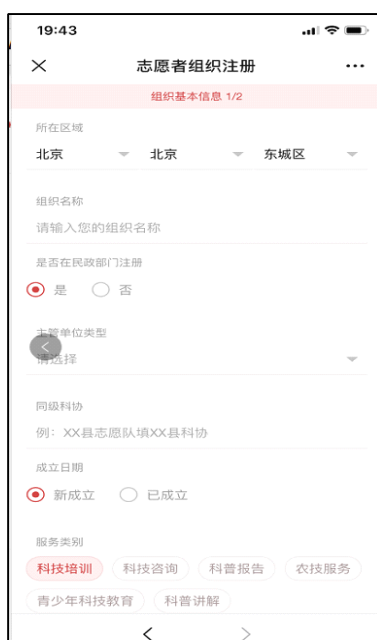 19:43
志愿者组织注册
组织基本信息 1/2
所在区域
北京 北京 东城区
组织名称
请输入您的组织名称
是否在民政部门注册
是 否
主管单位类型
请选择
同级科协
例：XX县志愿队填XX县科协
成立日期
新成立 已成立
服务类别
科技培训 科技咨询 科普报告 农技服务
青少年科技教育 科普讲解